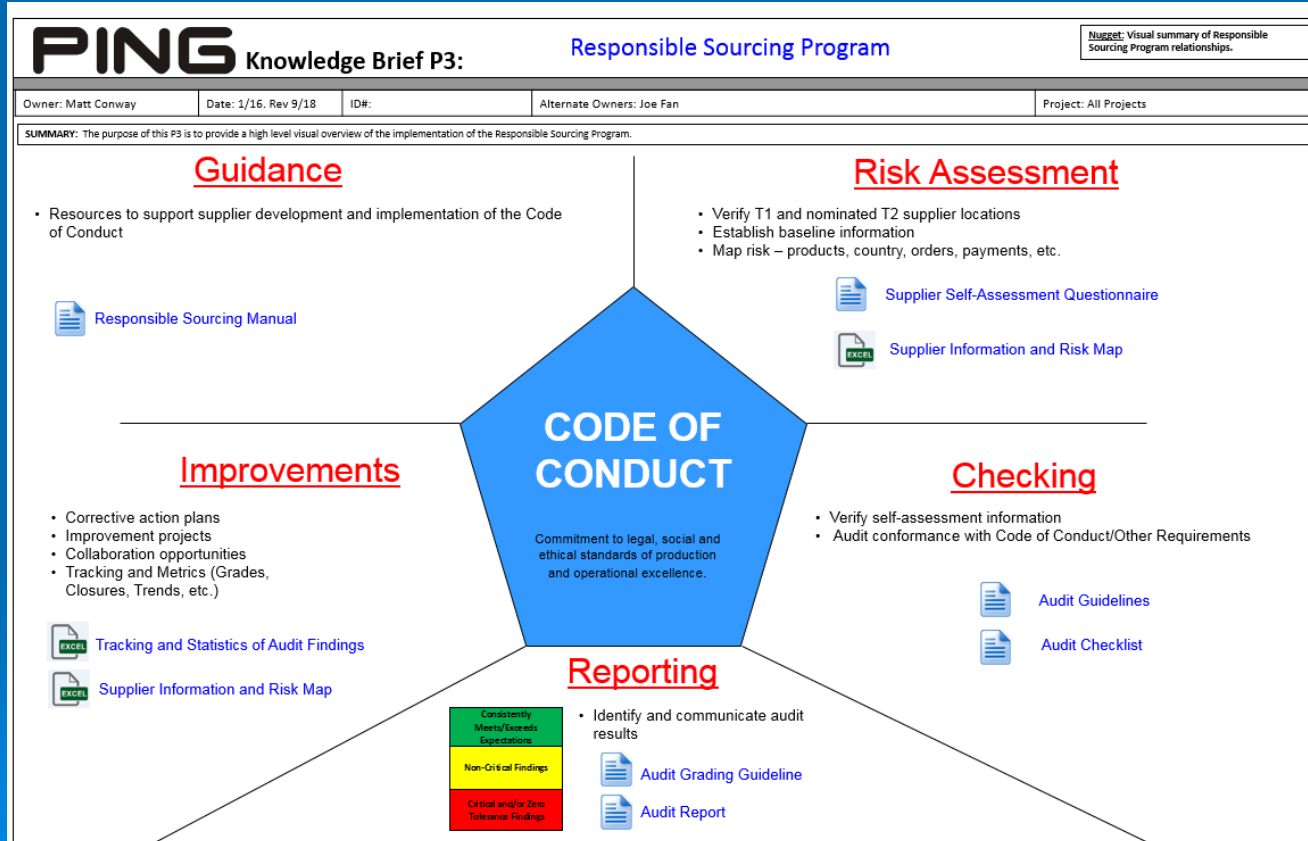 PING Knowledge Brief P3:
Responsible Sourcing Program
Nugget: Visual summary of Responsible
Sourcing Program relationships.
Owner: Matt Conway
Date: 1/16. Rev 9/18
ID#:
Alternate Owners: Joe Fan
Project: All Projects
SUMMARY: The purpose of this P3 is to provide a high level visual overview of the implementation of the Responsible Sourcing Program.
Guidance
• Resources to support supplier development and implementation of the Code
of Conduct
Responsible Sourcing Manual
Risk Assessment
• Verify T1 and nominated T2 supplier locations
• Establish baseline information
• Map risk – products, country, orders, payments, etc.
Supplier Self-Assessment Questionnaire
EXCEL
Supplier Information and Risk Map
CODE OF
CONDUCT
Commitment to legal, social and
ethical standards of production
and operational excellence.
Improvements
• Corrective action plans
• Improvement projects
• Collaboration opportunities
• Tracking and Metrics (Grades,
Closures, Trends, etc.)
EXCEL
Tracking and Statistics of Audit Findings
EXCEL
Supplier Information and Risk Map
Checking
• Verify self-assessment information
• Audit conformance with Code of Conduct/Other Requirements
Audit Guidelines
Audit Checklist
Reporting
Consistently
Meets/Exceeds
Expectations
Non-Critical Findings
Critical and/or Zero
Tolerance Findings
• Identify and communicate audit
results
Audit Grading Guideline
Audit Report